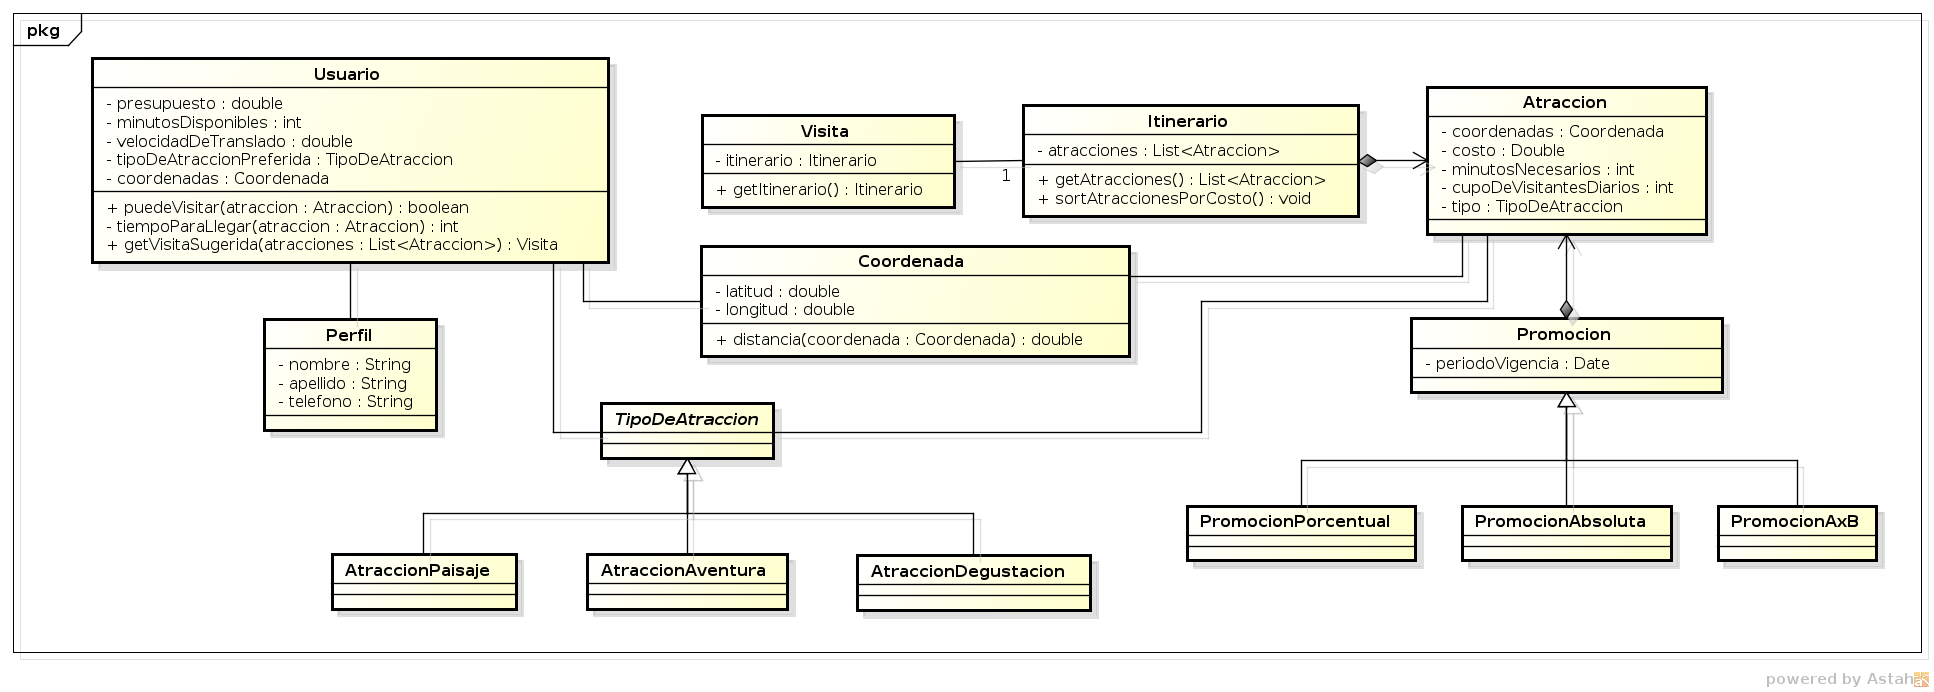 pkg
Usuario
- presupuesto : double
- minutosDisponibles : int
- velocidadDeTranslado : double
- tipoDeAtraccionPreferida : TipoDeAtraccion
- coordenadas : Coordenada
+ puedeVisitar(atraccion : Atraccion) : boolean
- tiempoParaLlegar(atraccion : Atraccion) : int
+ getVisitaSugerida(atracciones : List<Atraccion>) : Visita
Visita
- itinerario : Itinerario
+ getItinerario() : Itinerario
1
Itinerario
- atracciones : List<Atraccion>
+ getAtracciones() : List<Atraccion>
+ sortAtraccionesPorCosto() : void
Atraccion
- coordenadas : Coordenada
- costo : Double
- minutosNecesarios : int
- cupoDeVisitantesDiarios : int
- tipo : TipoDeAtraccion
Coordenada
- latitud : double
- longitud : double
+ distancia(coordenada : Coordenada) : double
Perfil
- nombre : String
- apellido : String
- telefono : String
Promocion
- periodoVigencia : Date
TipoDeAtraccion
PromocionPorcentual
PromocionAbsoluta
PromocionAxB
AtraccionPaisaje
AtraccionAventura
AtraccionDegustacion
powered by Astah